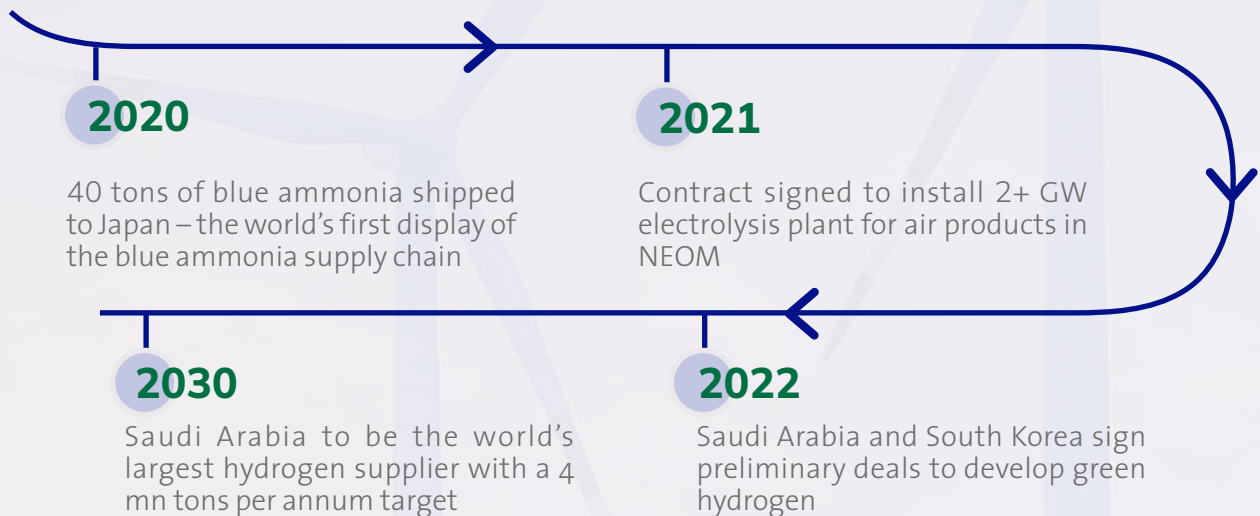 2020
40 tons of blue ammonia shipped
to Japan – the world’s first display of
the blue ammonia supply chain
2021
Contract signed to install 2+ GW
electrolysis plant for air products in
NEOM
2022
Saudi Arabia and South Korea sign
preliminary deals to develop green
hydrogen
2030
Saudi Arabia to be the world’s
largest hydrogen supplier with a 4
mn tons per annum target